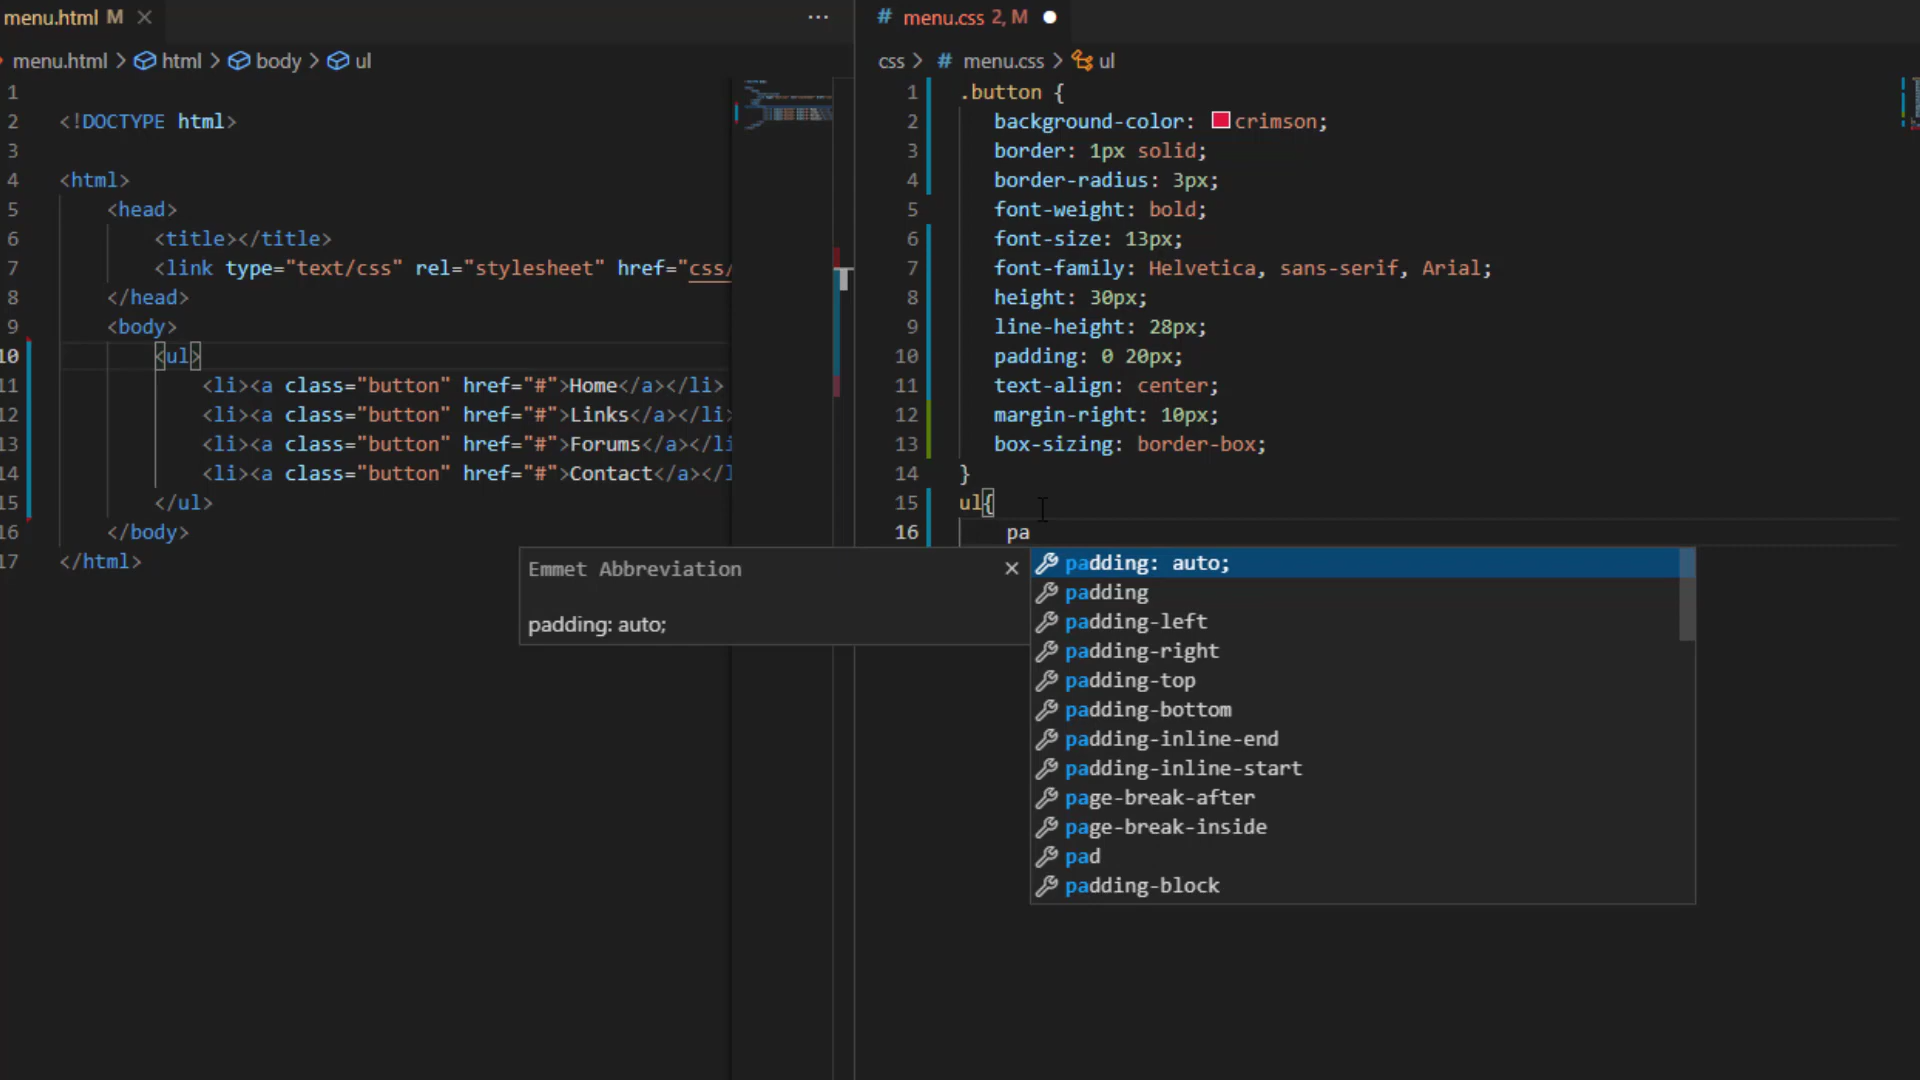 menu.html M
menu.html > html > body > ul
1
2 <!DOCTYPE html>
3
4 <html>
5 <head>
6 <title></title>
7 <link type="text/css" rel="stylesheet" href="css/
8 </head>
9 <body>
10 <ul>
11 <li><a class="button" href="#">Home</a></li>
12 <li><a class="button" href="#">Links</a></li>
13 <li><a class="button" href="#">Forums</a></li
14 <li><a class="button" href="#">Contact</a></l
15 </ul>
16 </body>
17 </html>
# menu.css 2, M
css > # menu.css > ul
1 .button {
2 background-color: crimson;
3 border: 1px solid;
4 border-radius: 3px;
5 font-weight: bold;
6 font-size: 13px;
7 font-family: Helvetica, sans-serif, Arial;
8 height: 30px;
9 line-height: 28px;
10 padding: 0 20px;
11 text-align: center;
12 margin-right: 10px;
13 box-sizing: border-box;
14 }
15 ul{
16 pa
Emmet Abbreviation
padding: auto;
padding: auto;
padding
padding-left
padding-right
padding-top
padding-bottom
padding-inline-end
padding-inline-start
page-break-after
page-break-inside
pad
padding-block